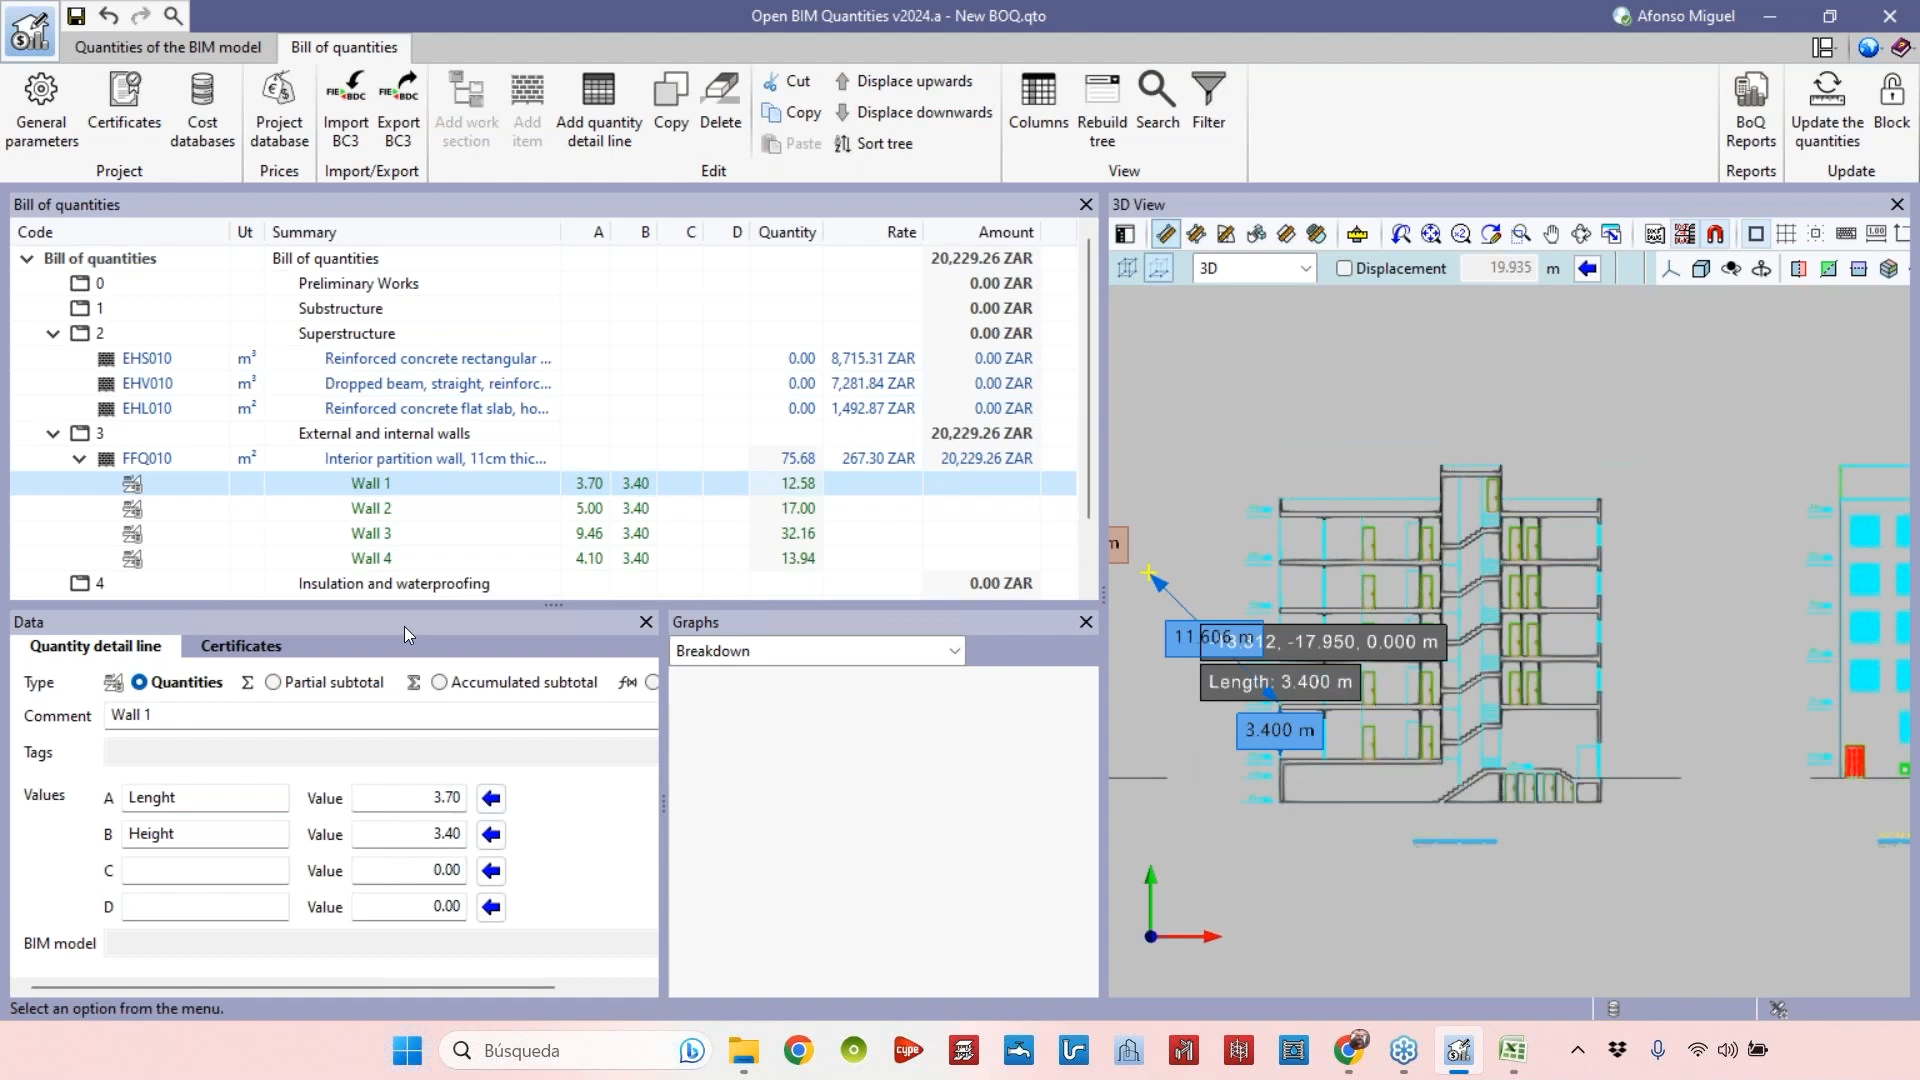 Open BIM Quantities v2024.a - New BOQ.qto
Afonso Miguel
Quantities of the BIM model
Bill of quantities
General parameters
Certificates
Cost databases
Project
Project database
Prices
FIE BDC
Import BC3
FIE BDC
Export BC3
Import/Export
Add work section
Add item
Add quantity detail line
Copy
Delete
Cut
Copy
Paste
Displace upwards
Displace downwards
Sort tree
Edit
Columns
Rebuild tree
Search
Filter
View
BoQ Reports
Reports
Update the quantities
Block
Update
Bill of quantities
Code Ut Summary A B C D Quantity Rate Amount
Bill of quantities Bill of quantities 20,229.26 ZAR
0 Preliminary Works 0.00 ZAR
1 Substructure 0.00 ZAR
2 Superstructure 0.00 ZAR
EHS010 m³ Reinforced concrete rectangular ... 0.00 8,715.31 ZAR 0.00 ZAR
EHV010 m³ Dropped beam, straight, reinforc... 0.00 7,281.84 ZAR 0.00 ZAR
EHL010 m² Reinforced concrete flat slab, ho... 0.00 1,492.87 ZAR 0.00 ZAR
3 External and internal walls 20,229.26 ZAR
FFQ010 m² Interior partition wall, 11cm thic... 75.68 267.30 ZAR 20,229.26 ZAR
Wall 1 3.70 3.40 12.58
Wall 2 5.00 3.40 17.00
Wall 3 9.46 3.40 32.16
Wall 4 4.10 3.40 13.94
4 Insulation and waterproofing 0.00 ZAR
Data
Quantity detail line
Certificates
Type Quantities Σ Partial subtotal Σ Accumulated subtotal f(x)
Comment Wall 1
Tags
Values A Lenght Value 3.70
B Height Value 3.40
C Value 0.00
D Value 0.00
BIM model
Graphs
Breakdown
3D View
3D
Displacement 19.935 m
m
11.606 m
-17.950, 0.000 m
Length: 3.400 m
3.400 m
Select an option from the menu.
Búsqueda
cype